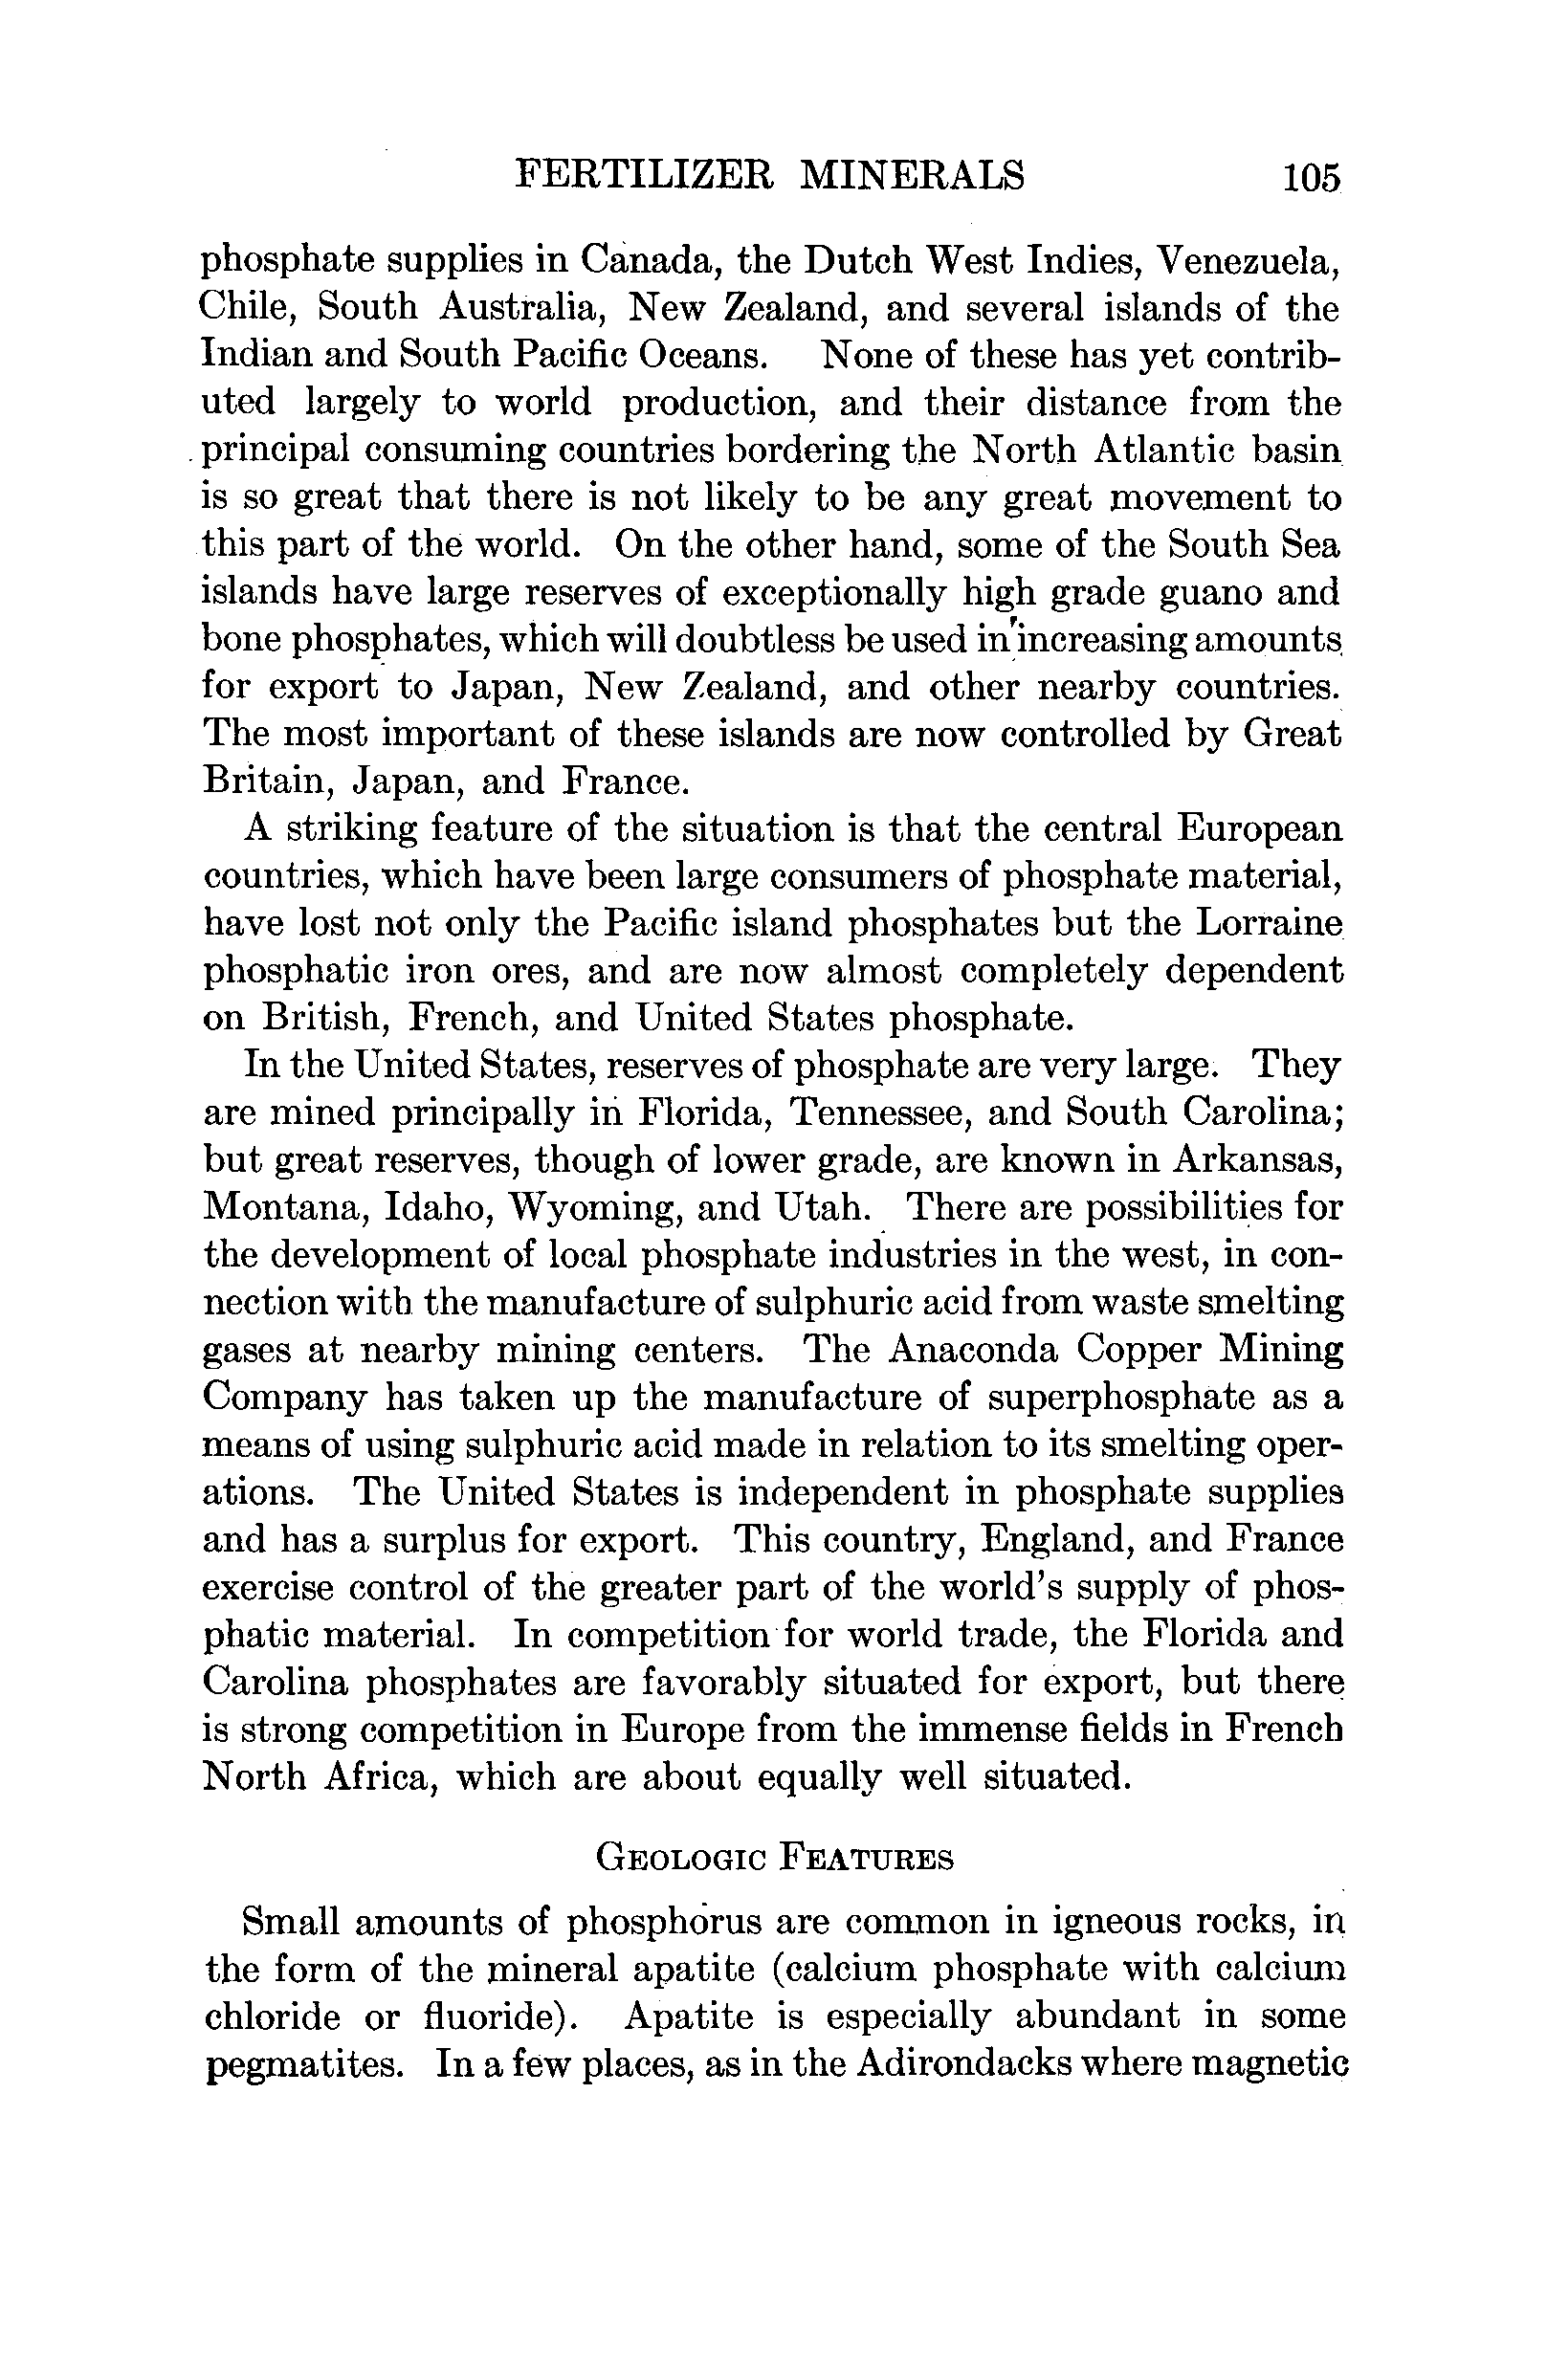 FERTILIZER MINERALS 105
phosphate supplies in Canada, the Dutch West Indies, Venezuela,
Chile, South Australia, New Zealand, and several islands of the
Indian and South Pacific Oceans. None of these has yet contrib-
uted largely to world production, and their distance from the
principal consuming countries bordering the North Atlantic basin
is so great that there is not likely to be any great movement to
this part of the world. On the other hand, some of the South Sea
islands have large reserves of exceptionally high grade guano and
bone phosphates, which will doubtless be used in increasing amounts
for export to Japan, New Zealand, and other nearby countries.
The most important of these islands are now controlled by Great
Britain, Japan, and France.
A striking feature of the situation is that the central European
countries, which have been large consumers of phosphate material,
have lost not only the Pacific island phosphates but the Lorraine
phosphatic iron ores, and are now almost completely dependent
on British, French, and United States phosphate.
In the United States, reserves of phosphate are very large. They
are mined principally in Florida, Tennessee, and South Carolina;
but great reserves, though of lower grade, are known in Arkansas,
Montana, Idaho, Wyoming, and Utah. There are possibilities for
the development of local phosphate industries in the west, in con-
nection with the manufacture of sulphuric acid from waste smelting
gases at nearby mining centers. The Anaconda Copper Mining
Company has taken up the manufacture of superphosphate as a
means of using sulphuric acid made in relation to its smelting oper-
ations. The United States is independent in phosphate supplies
and has a surplus for export. This country, England, and France
exercise control of the greater part of the world's supply of phos-
phatic material. In competition for world trade, the Florida and
Carolina phosphates are favorably situated for export, but there
is strong competition in Europe from the immense fields in French
North Africa, which are about equally well situated.
GEOLOGIC FEATURES
Small amounts of phosphorus are common in igneous rocks, in
the form of the mineral apatite (calcium phosphate with calcium
chloride or fluoride). Apatite is especially abundant in some
pegmatites. In a few places, as in the Adirondacks where magnetic